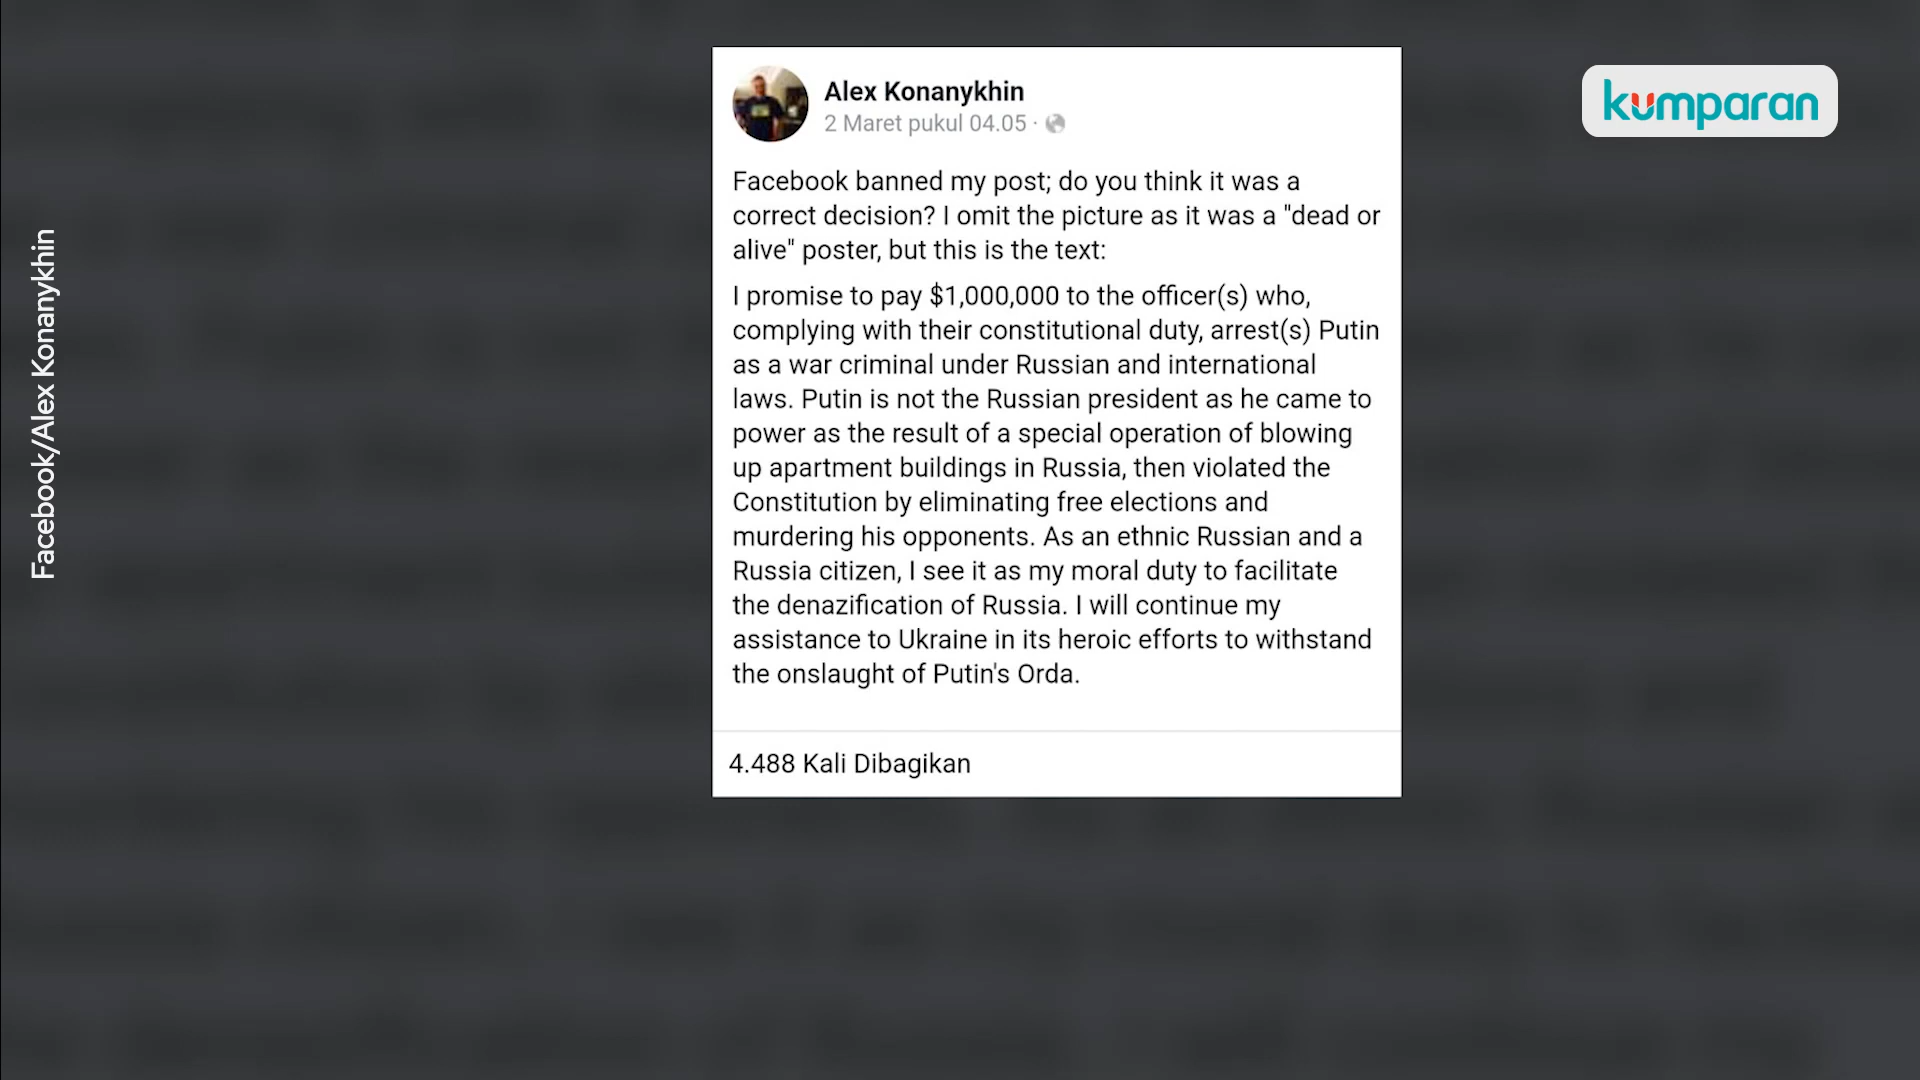 Alex Konanykhin
2 Maret pukul 04.05 ·
Facebook banned my post; do you think it was a
correct decision? I omit the picture as it was a "dead or
alive" poster, but this is the text:
I promise to pay $1,000,000 to the officer(s) who,
complying with their constitutional duty, arrest(s) Putin
as a war criminal under Russian and international
laws. Putin is not the Russian president as he came to
power as the result of a special operation of blowing
up apartment buildings in Russia, then violated the
Constitution by eliminating free elections and
murdering his opponents. As an ethnic Russian and a
Russia citizen, I see it as my moral duty to facilitate
the denazification of Russia. I will continue my
assistance to Ukraine in its heroic efforts to withstand
the onslaught of Putin's Orda.
4.488 Kali Dibagikan
kumparan
Facebook/Alex Konanykhin